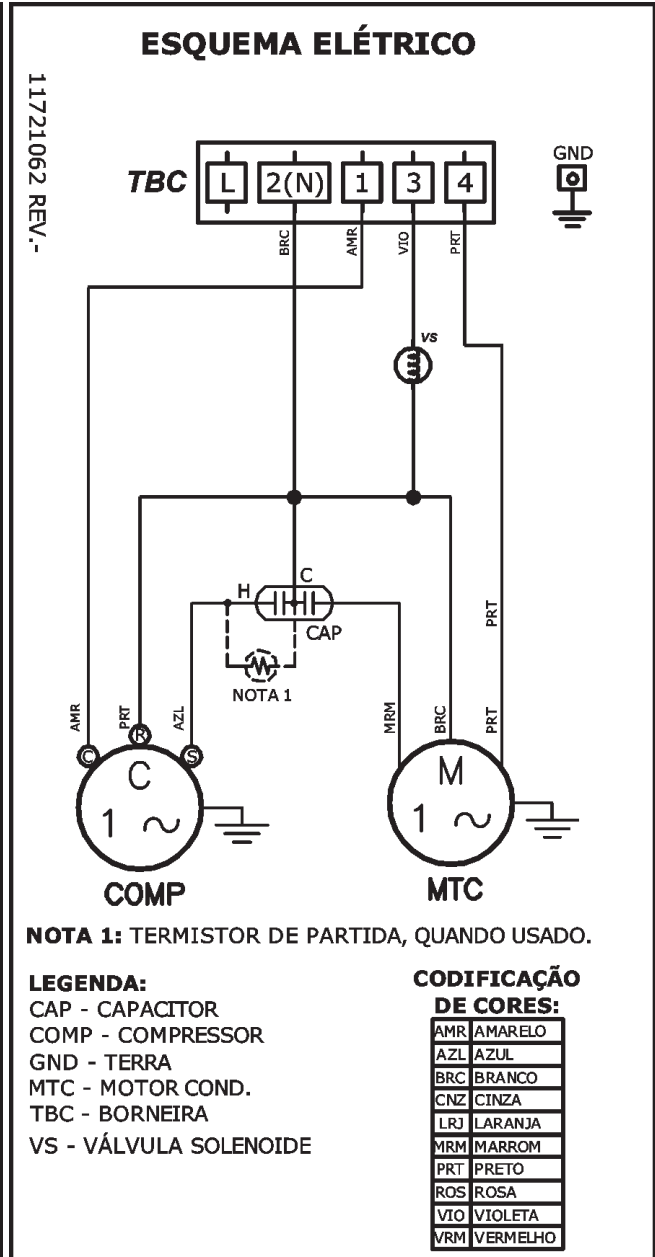 ESQUEMA ELÉTRICO
11721062 REV.-
TBC
L 2(N) 1 3 4
GND
BRC AMR VIO PRT
VS
H C
CAP
NOTA 1
PRT
AMR PRT AZL MRM BRC PRT
C R S
C
1
M
1
COMP
MTC
NOTA 1: TERMISTOR DE PARTIDA, QUANDO USADO.
LEGENDA:
CAP - CAPACITOR
COMP - COMPRESSOR
GND - TERRA
MTC - MOTOR COND.
TBC - BORNEIRA
VS - VÁLVULA SOLENOIDE
CODIFICAÇÃO
DE CORES:
AMR AMARELO
AZL AZUL
BRC BRANCO
CNZ CINZA
LRJ LARANJA
MRM MARROM
PRT PRETO
ROS ROSA
VIO VIOLETA
VRM VERMELHO